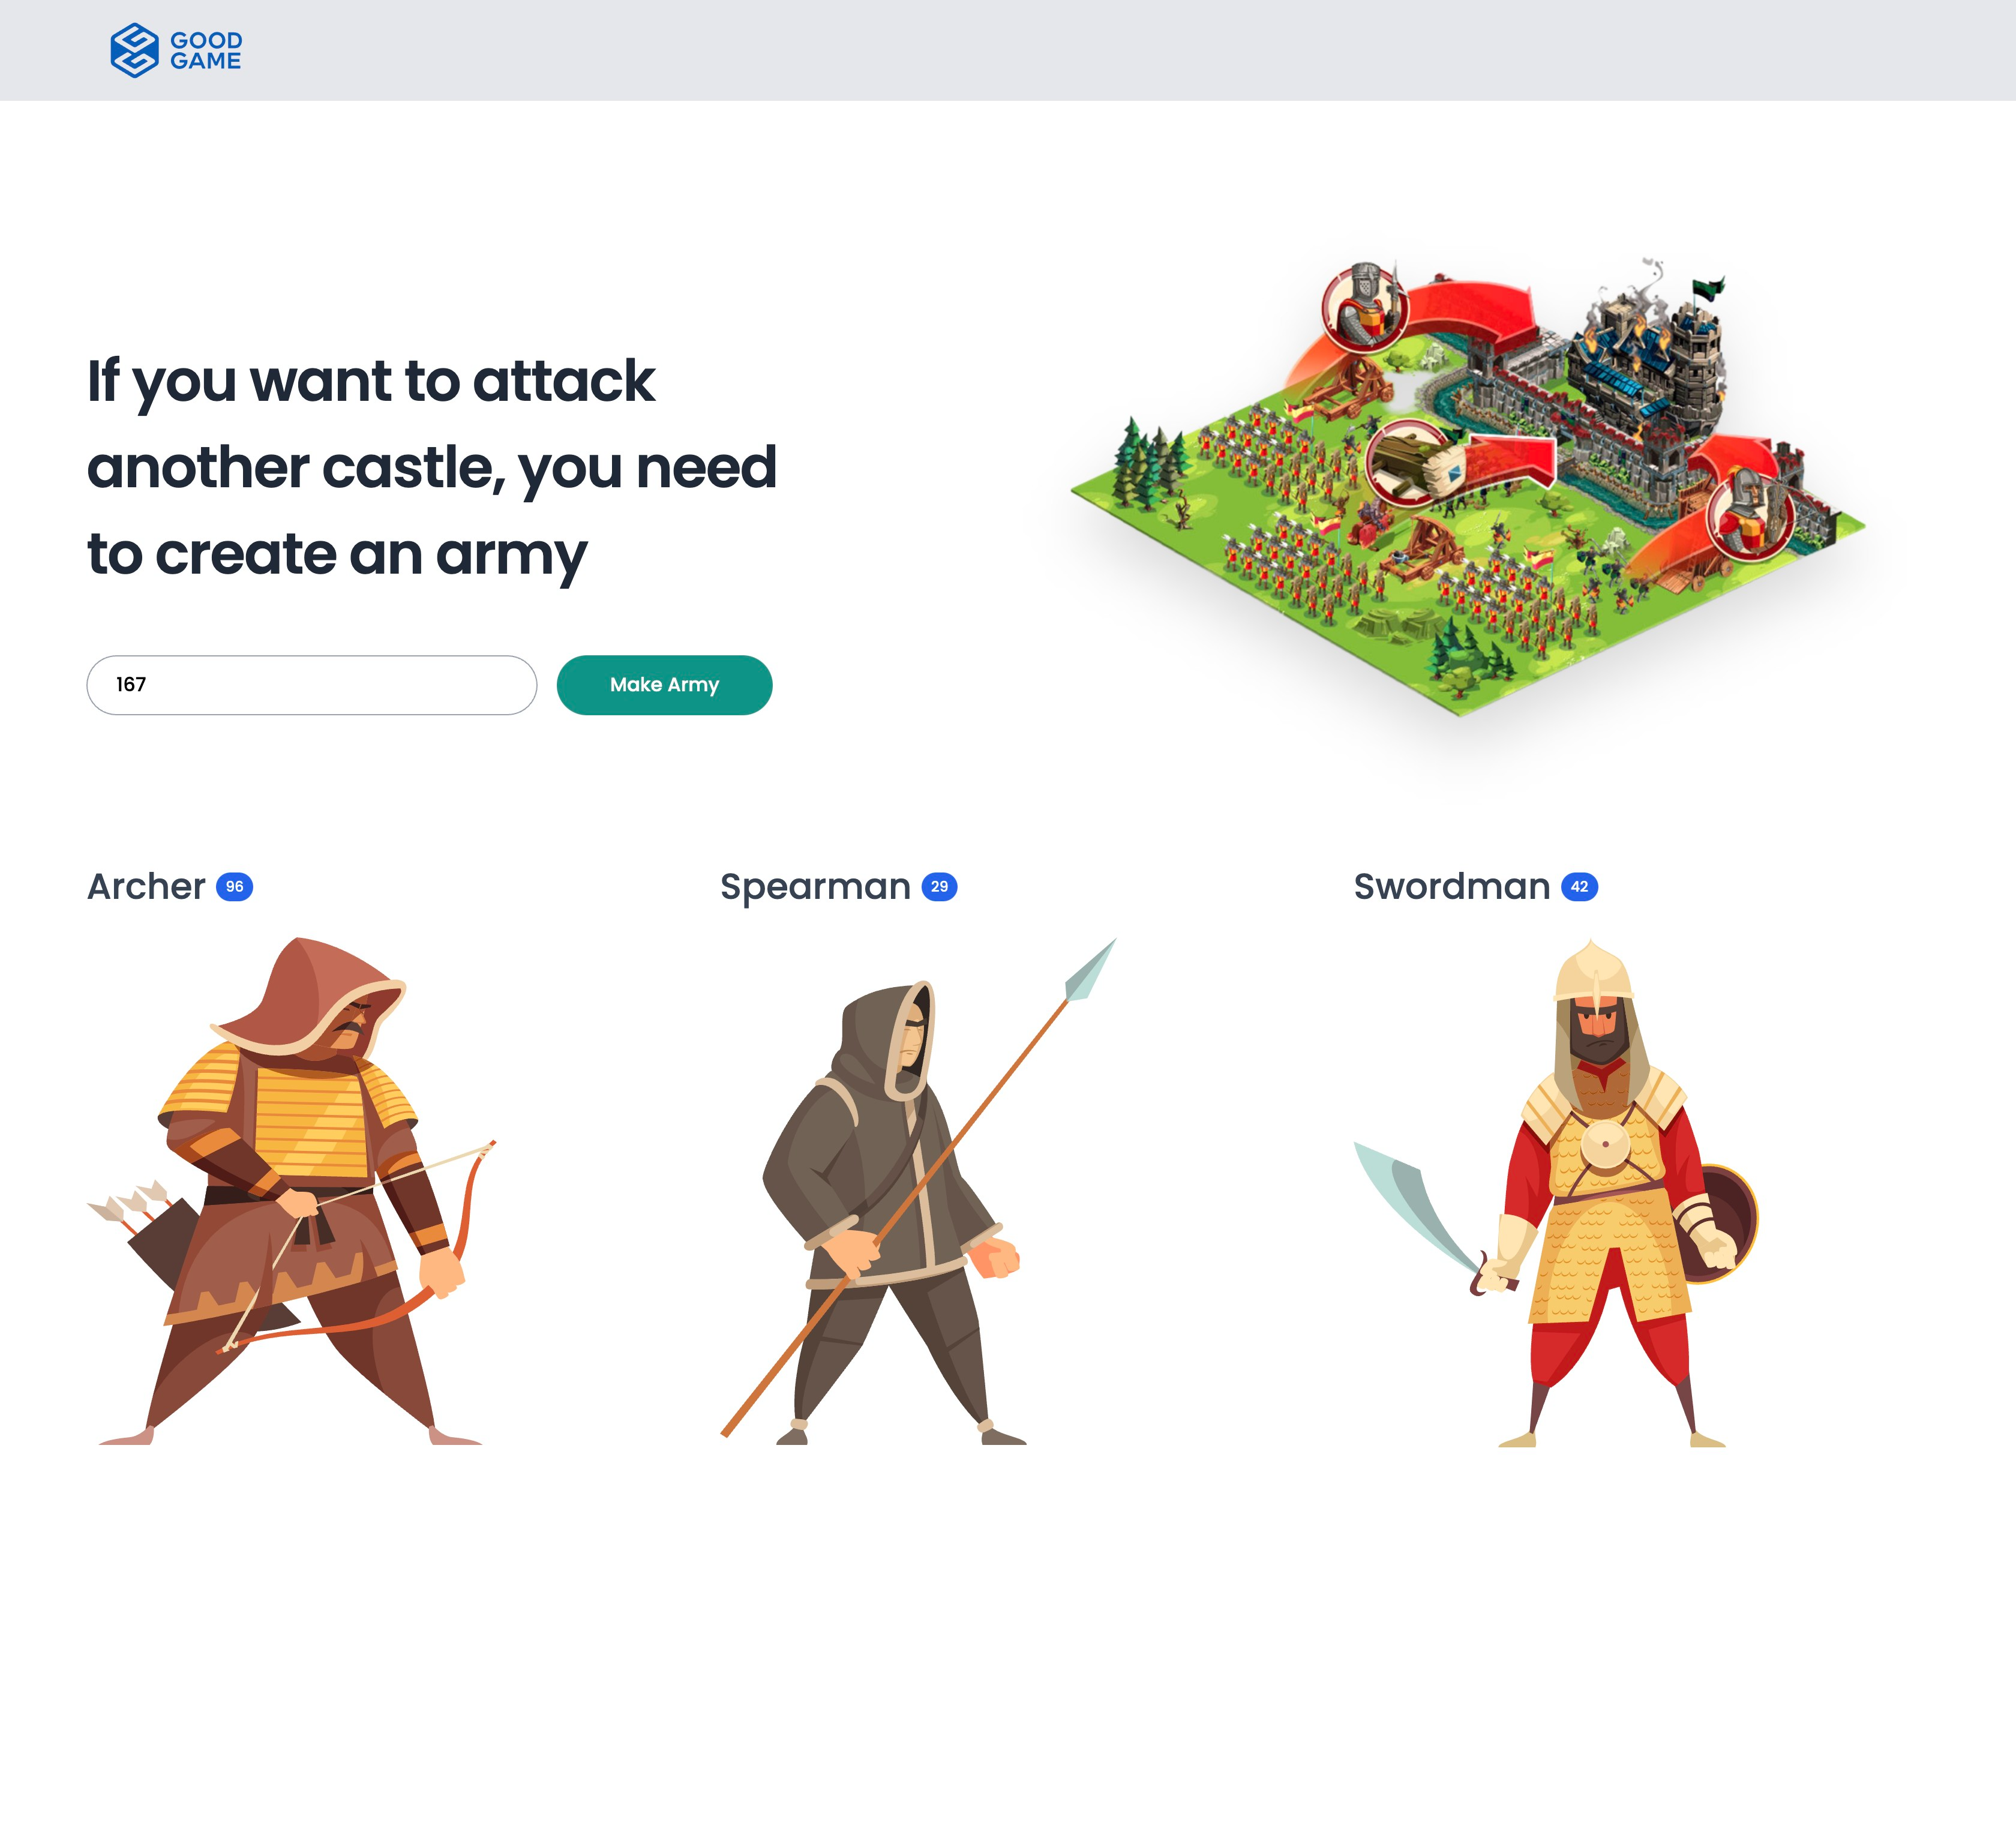 GOOD
GAME
If you want to attack
another castle, you need
to create an army
167
Make Army
Archer 96
Spearman 29
Swordman 42